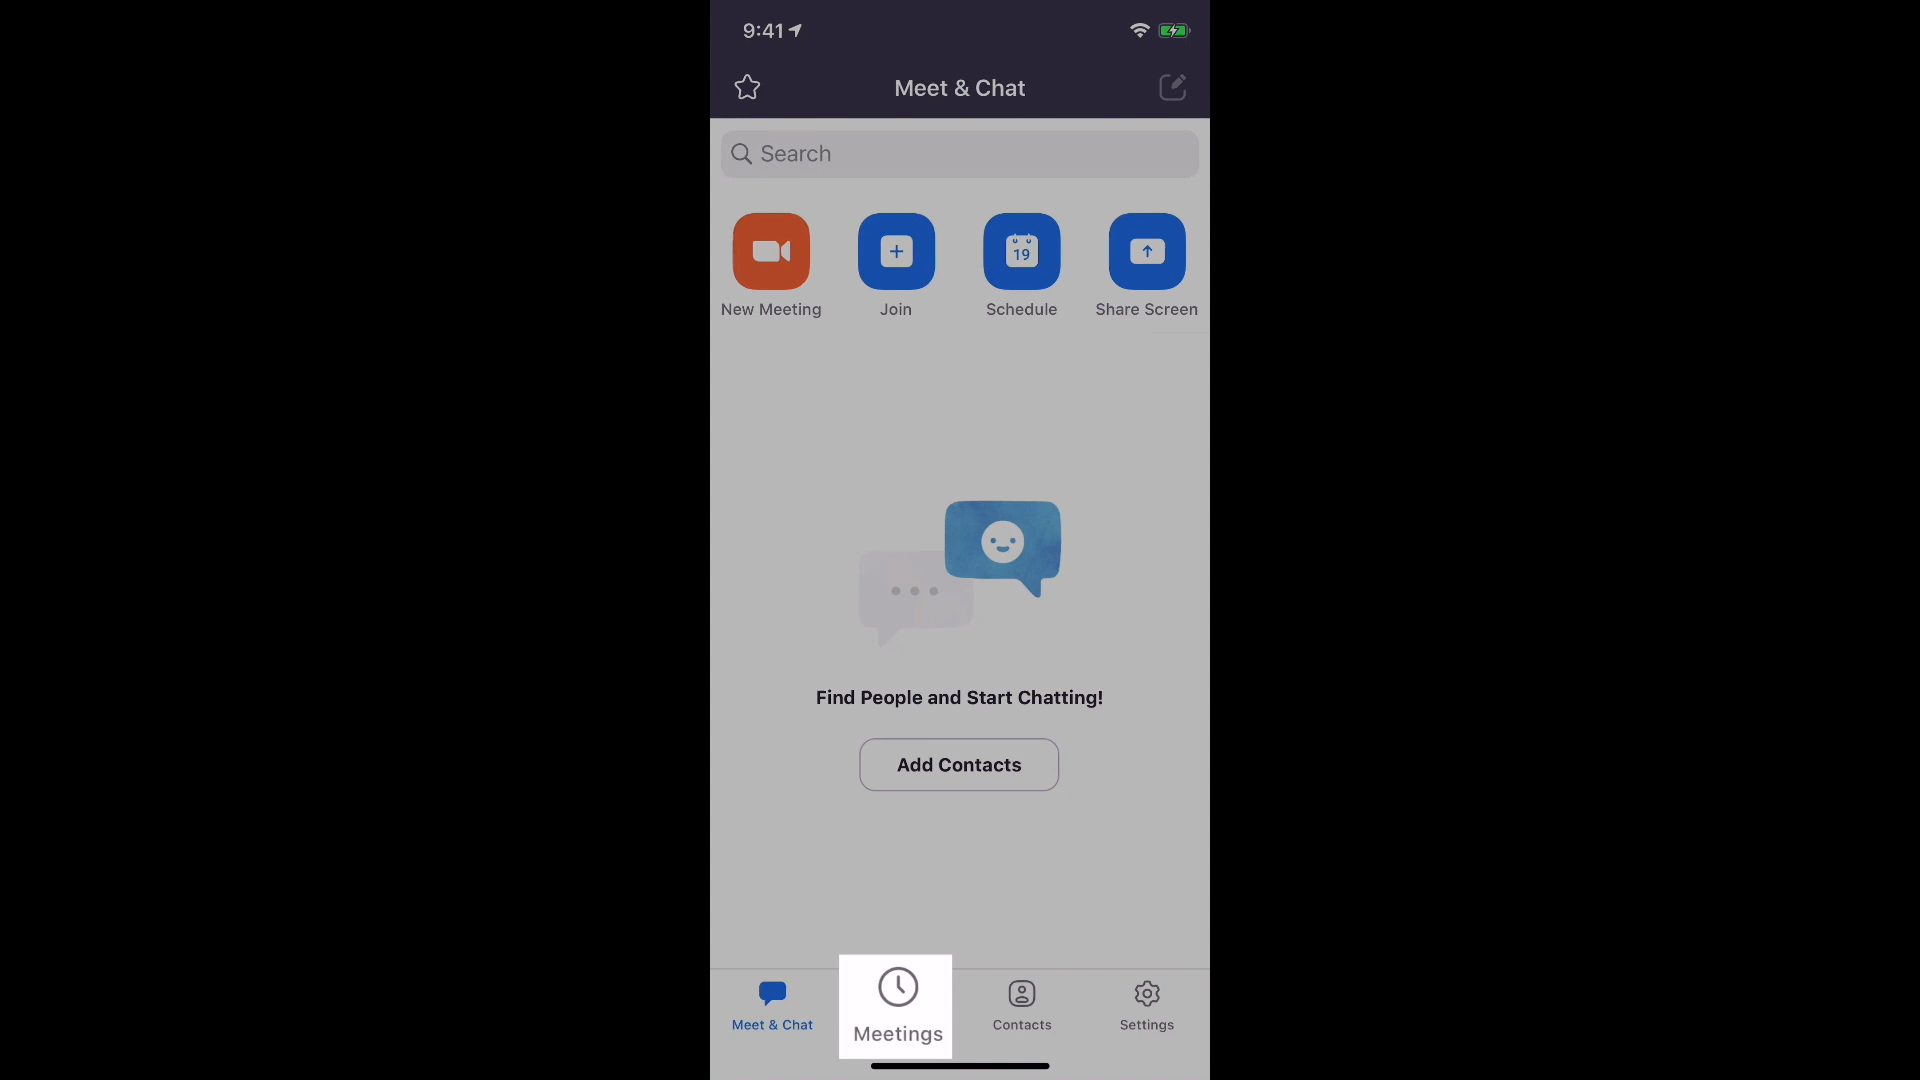 9:41
Meet & Chat
Search
19
New Meeting
Join
Schedule
Share Screen
Find People and Start Chatting!
Add Contacts
Meet & Chat
Meetings
Contacts
Settings